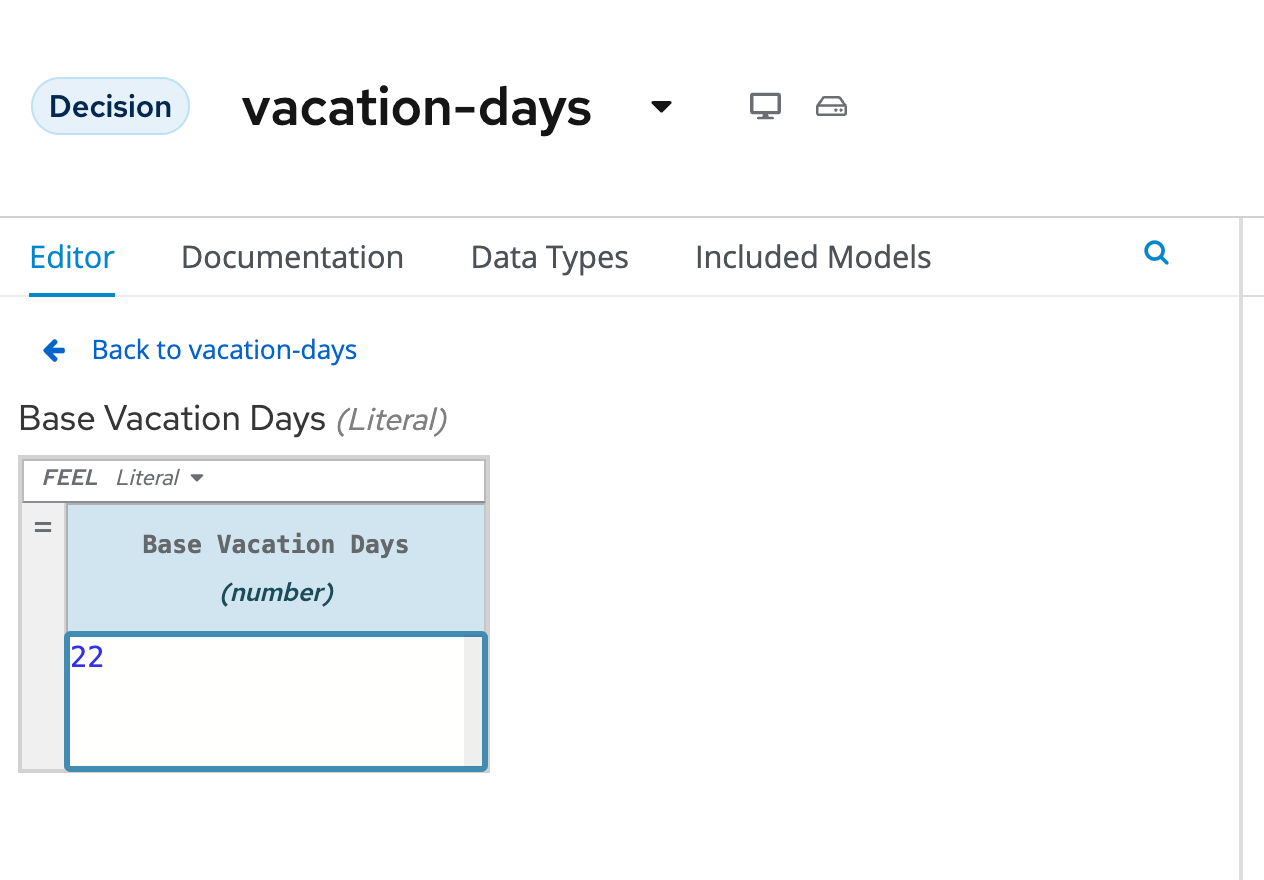 Decision vacation-days
Editor Documentation Data Types Included Models
Back to vacation-days
Base Vacation Days (Literal)
FEEL Literal
=
Base Vacation Days
(number)
22